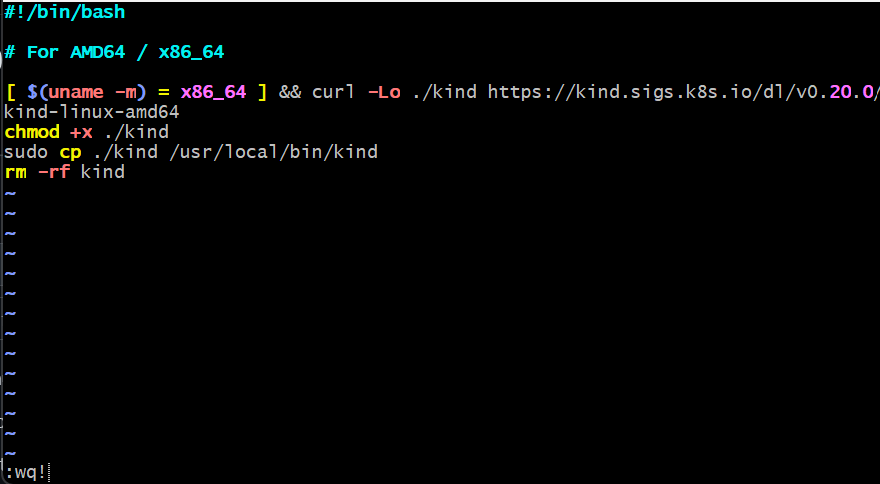 #!/bin/bash
# For AMD64 / x86_64
[ $(uname -m) = x86_64 ] && curl -Lo ./kind https://kind.sigs.k8s.io/dl/v0.20.0/
kind-linux-amd64
chmod +x ./kind
sudo cp ./kind /usr/local/bin/kind
rm -rf kind
~
~
~
~
~
~
~
~
~
~
~
~
~
~
:wq!